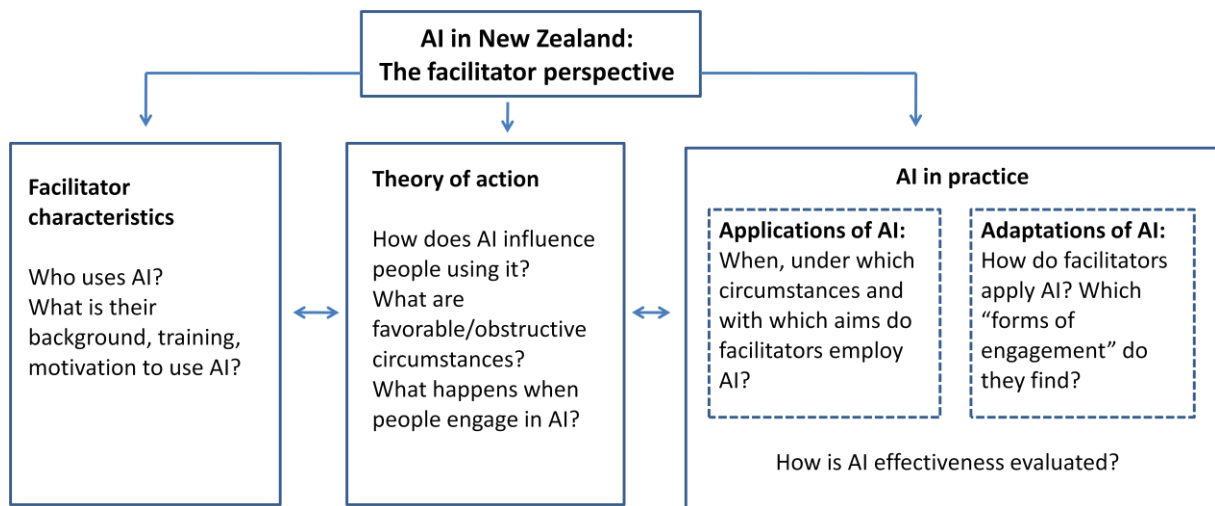 AI in New Zealand:
The facilitator perspective
Facilitator
characteristics
Who uses AI?
What is their
background, training,
motivation to use AI?
Theory of action
How does AI influence
people using it?
What are
favorable/obstructive
circumstances?
What happens when
people engage in AI?
AI in practice
Applications of AI:
When, under which
circumstances and
with which aims do
facilitators employ
AI?
Adaptations of AI:
How do facilitators
apply AI? Which
“forms of
engagement” do
they find?
How is AI effectiveness evaluated?